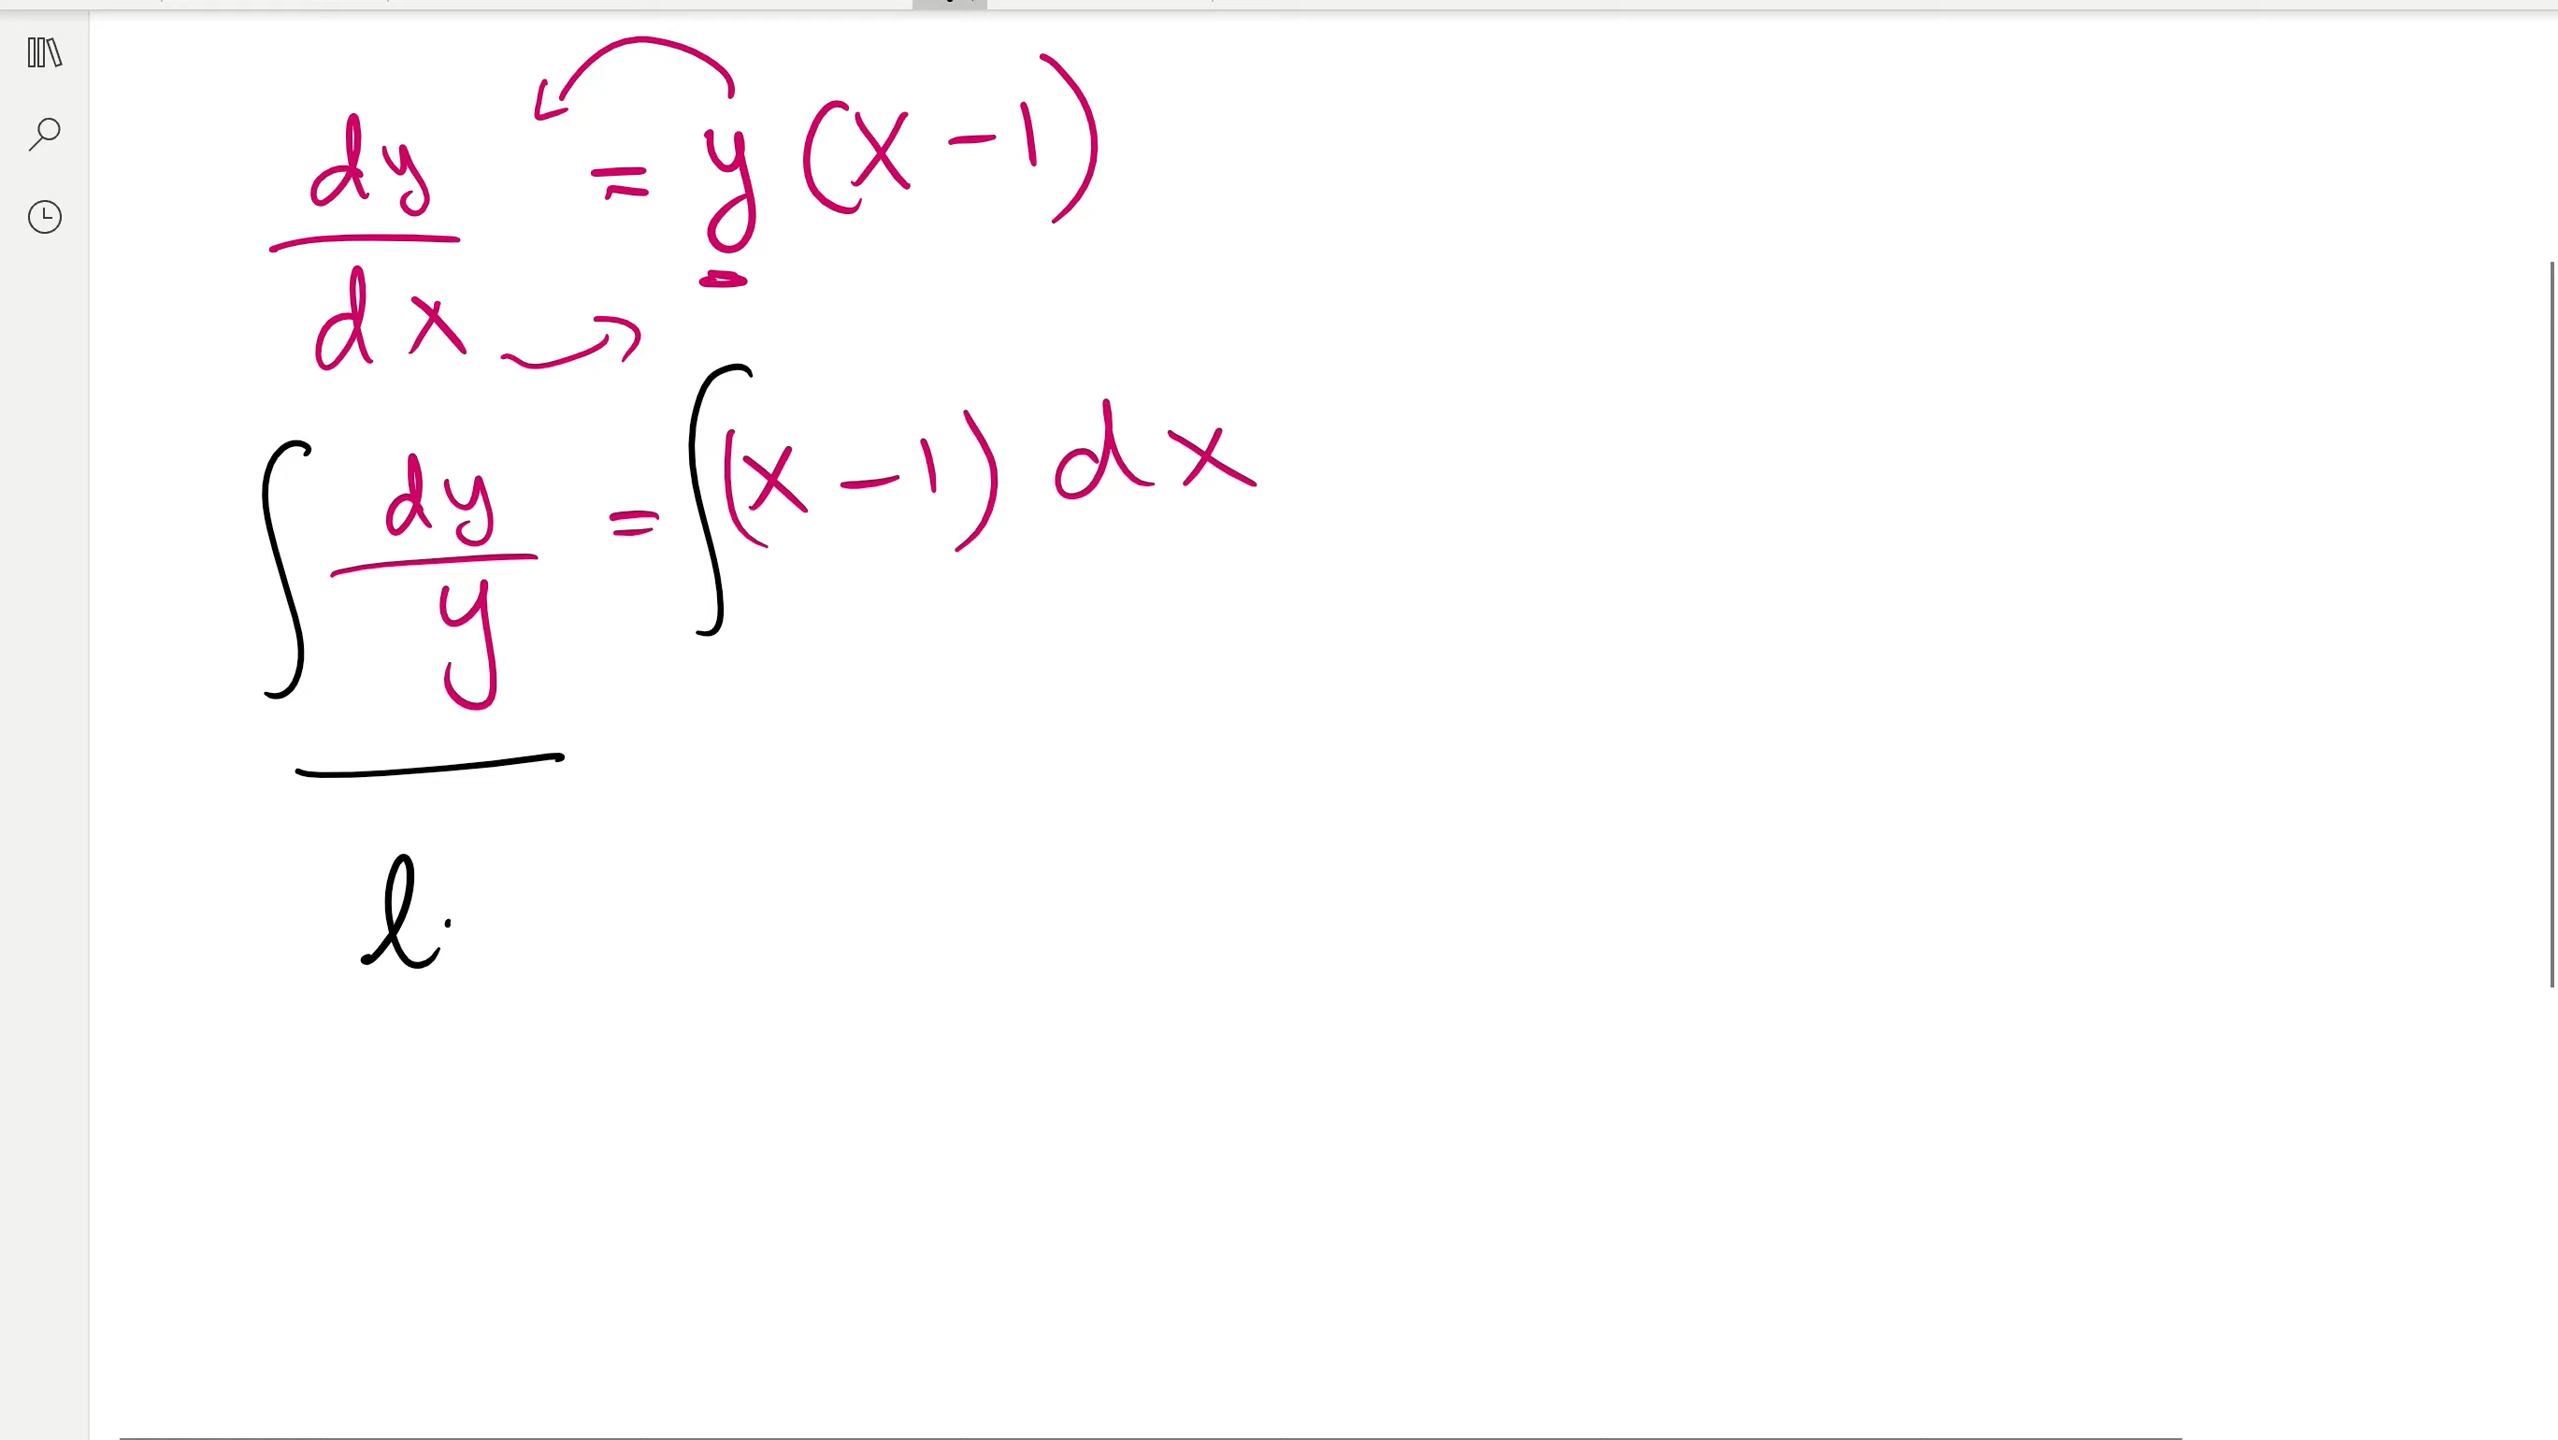 dy/dx = y (x - 1)
∫ dy/y = ∫ (x - 1) dx
l